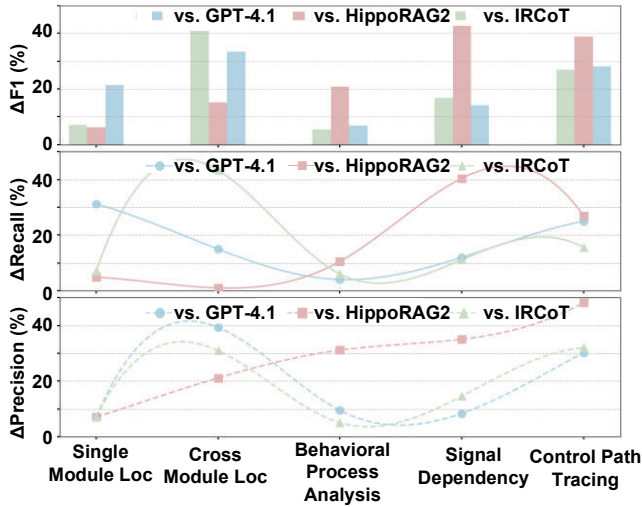 vs. GPT-4.1 vs. HippoRAG2 vs. IRCoT
ΔF1 (%)
40
20
0
vs. GPT-4.1 vs. HippoRAG2 vs. IRCoT
ΔRecall (%)
40
20
0
vs. GPT-4.1 vs. HippoRAG2 vs. IRCoT
ΔPrecision (%)
40
20
0
Single
Module Loc
Cross
Module Loc
Behavioral
Process
Analysis
Signal
Dependency
Control Path
Tracing